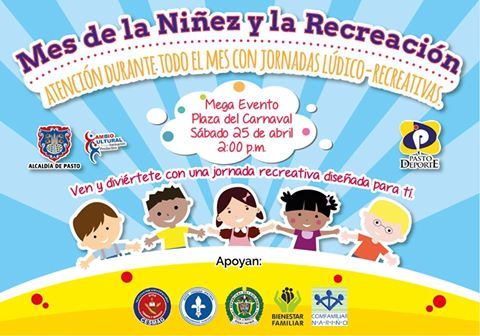 Mes de la Niñez y la Recreación
ATENCIÓN DURANTE TODO EL MES CON JORNADAS LÚDICO-RECREATIVAS.
Mega Evento
Plaza del Carnaval
Sábado 25 de abril
2:00 p.m.
ALCALDÍA DE PASTO
CAMBIO
CULTURAL
PASTO
DEPORTE
Ven y diviértete con una jornada recreativa diseñada para ti.
Apoyan:
CESMAG
BIENESTAR
FAMILIAR
COMFAMILIAR
NARIÑO